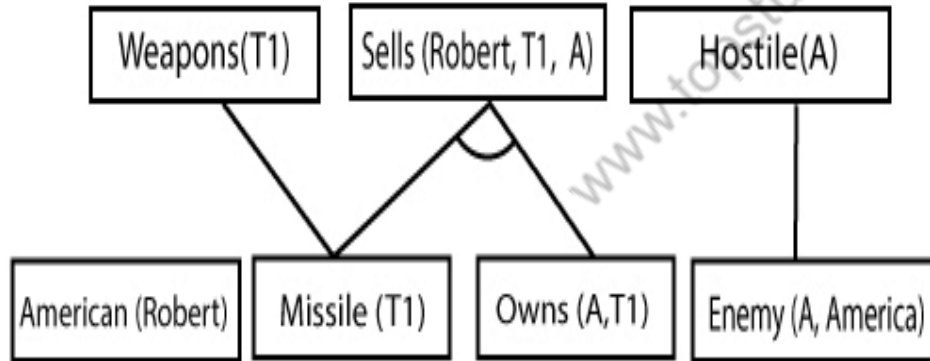 Weapons(T1)
Sells (Robert, T1, A)
Hostile(A)
American (Robert)
Missile (T1)
Owns (A,T1)
Enemy (A, America)